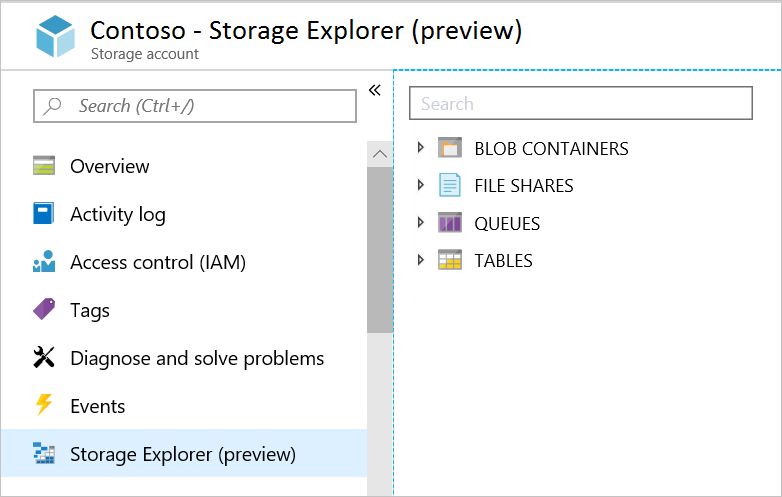 Contoso - Storage Explorer (preview)
Storage account
Search (Ctrl+/)
Overview
Activity log
Access control (IAM)
Tags
Diagnose and solve problems
Events
Storage Explorer (preview)
Search
BLOB CONTAINERS
FILE SHARES
QUEUES
TABLES